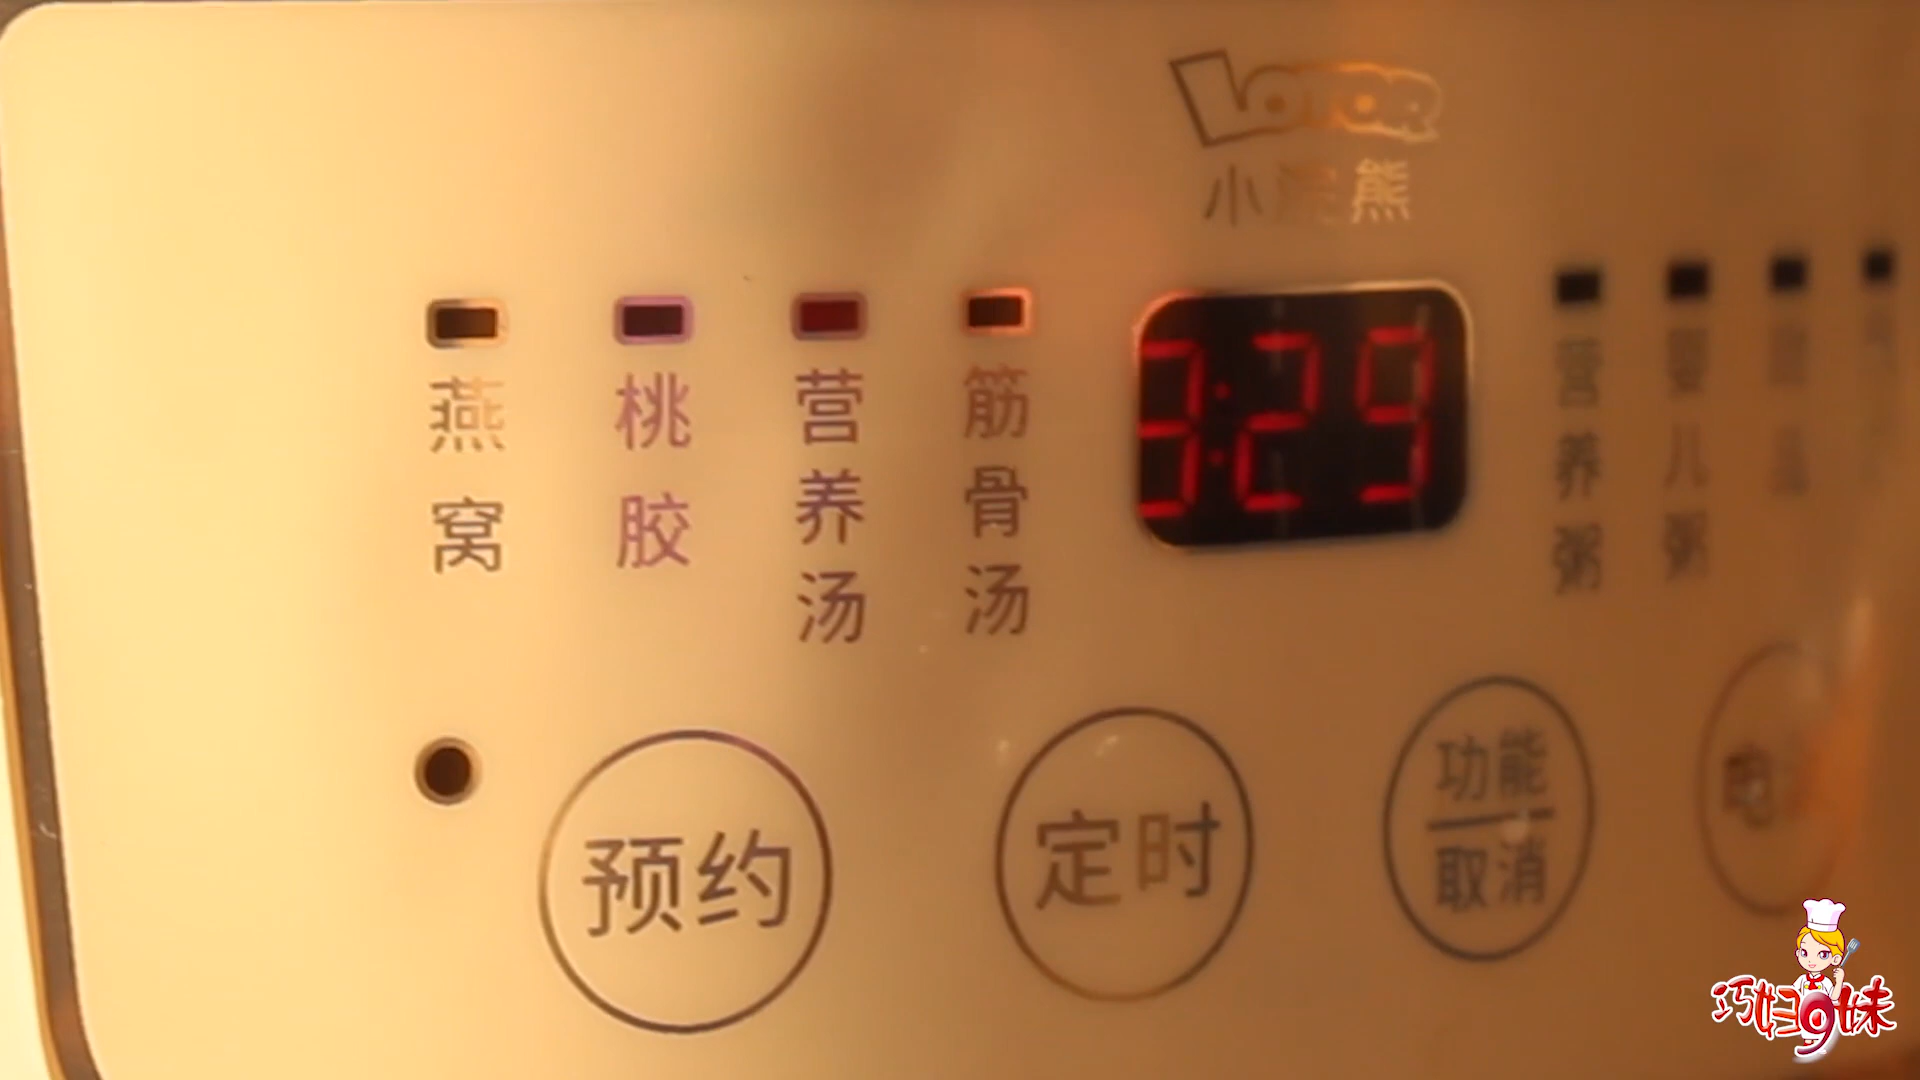 LOTOR
小浣熊
燕窝
桃胶
营养汤
筋骨汤
3:29
营养粥
婴儿粥
预约
定时
功能
取消
巧妇9妹